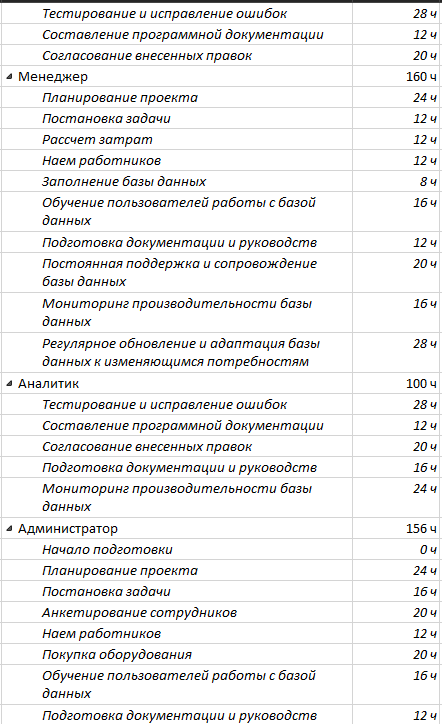 Тестирование и исправление ошибок 28 ч
Составление программной документации 12 ч
Согласование внесенных правок 20 ч
Менеджер 160 ч
Планирование проекта 24 ч
Постановка задачи 12 ч
Рассчет затрат 12 ч
Наем работников 12 ч
Заполнение базы данных 8 ч
Обучение пользователей работы с базой 16 ч
данных
Подготовка документации и руководств 12 ч
Постоянная поддержка и сопровождение 20 ч
базы данных
Мониторинг производительности базы 16 ч
данных
Регулярное обновление и адаптация базы 28 ч
данных к изменяющимся потребностям
Аналитик 100 ч
Тестирование и исправление ошибок 28 ч
Составление программной документации 12 ч
Согласование внесенных правок 20 ч
Подготовка документации и руководств 16 ч
Мониторинг производительности базы 24 ч
данных
Администратор 156 ч
Начало подготовки 0 ч
Планирование проекта 24 ч
Постановка задачи 16 ч
Анкетирование сотрудников 20 ч
Наем работников 12 ч
Покупка оборудования 20 ч
Обучение пользователей работы с базой 16 ч
данных
Подготовка документации и руководств 12 ч